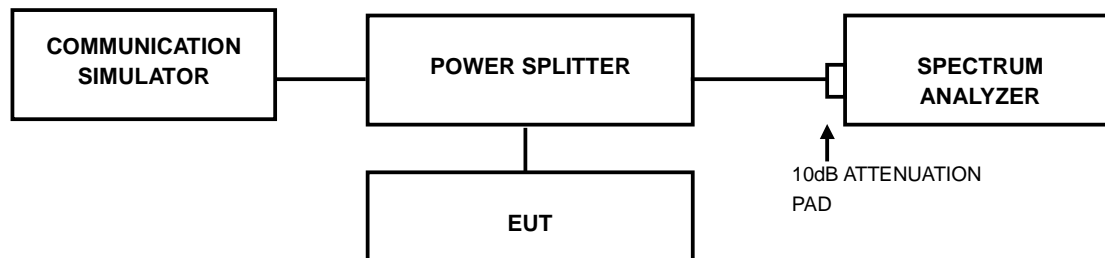 COMMUNICATION
SIMULATOR
POWER SPLITTER
SPECTRUM
ANALYZER
10dB ATTENUATION
PAD
EUT